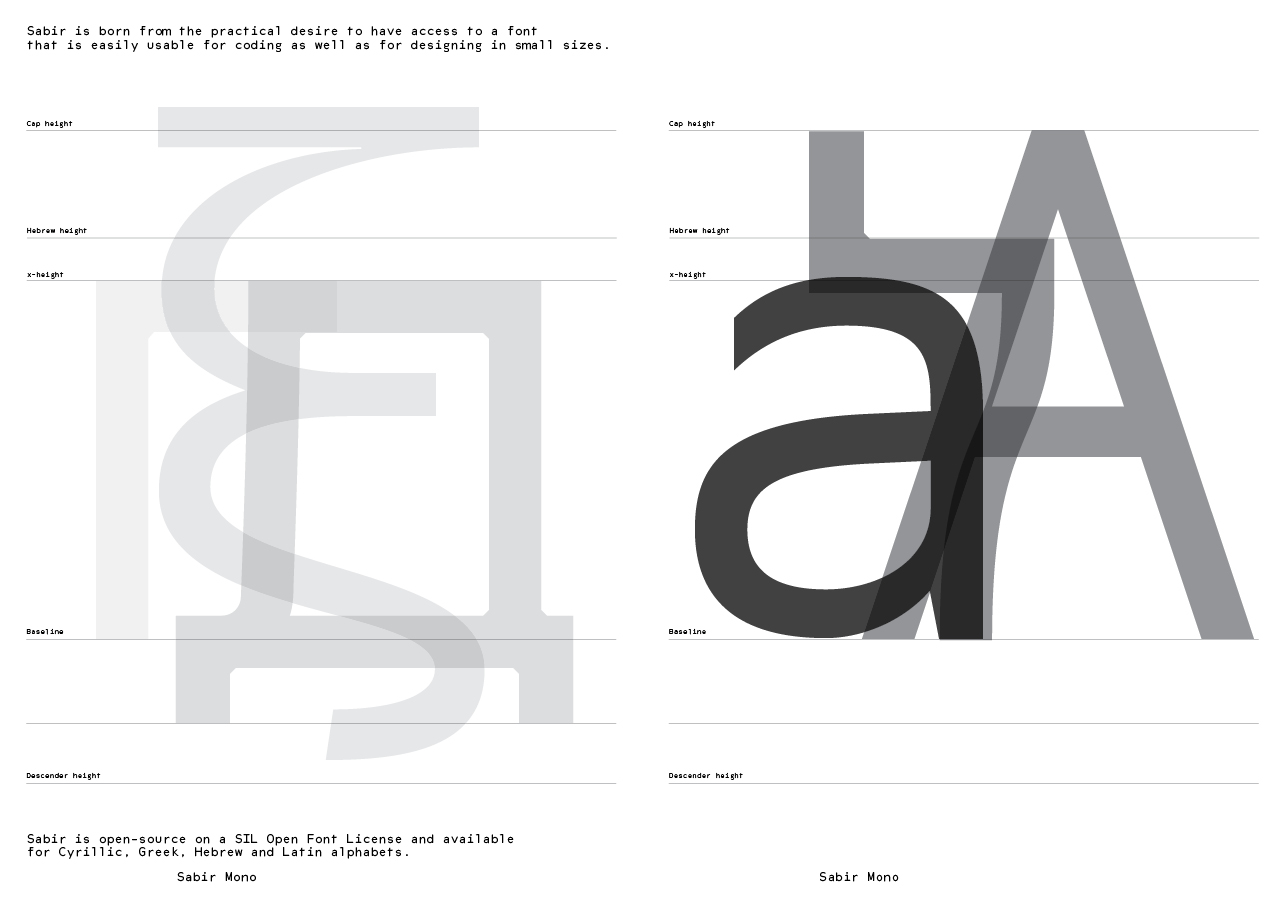 Sabir is born from the practical desire to have access to a font
that is easily usable for coding as well as for designing in small sizes.
Cap height
Hebrew height
x-height
Baseline
Descender height
ξ
г
д
Sabir is open-source on a SIL Open Font License and available
for Cyrillic, Greek, Hebrew and Latin alphabets.
Sabir Mono
Cap height
Hebrew height
x-height
Baseline
Descender height
ל
a
A
Sabir Mono